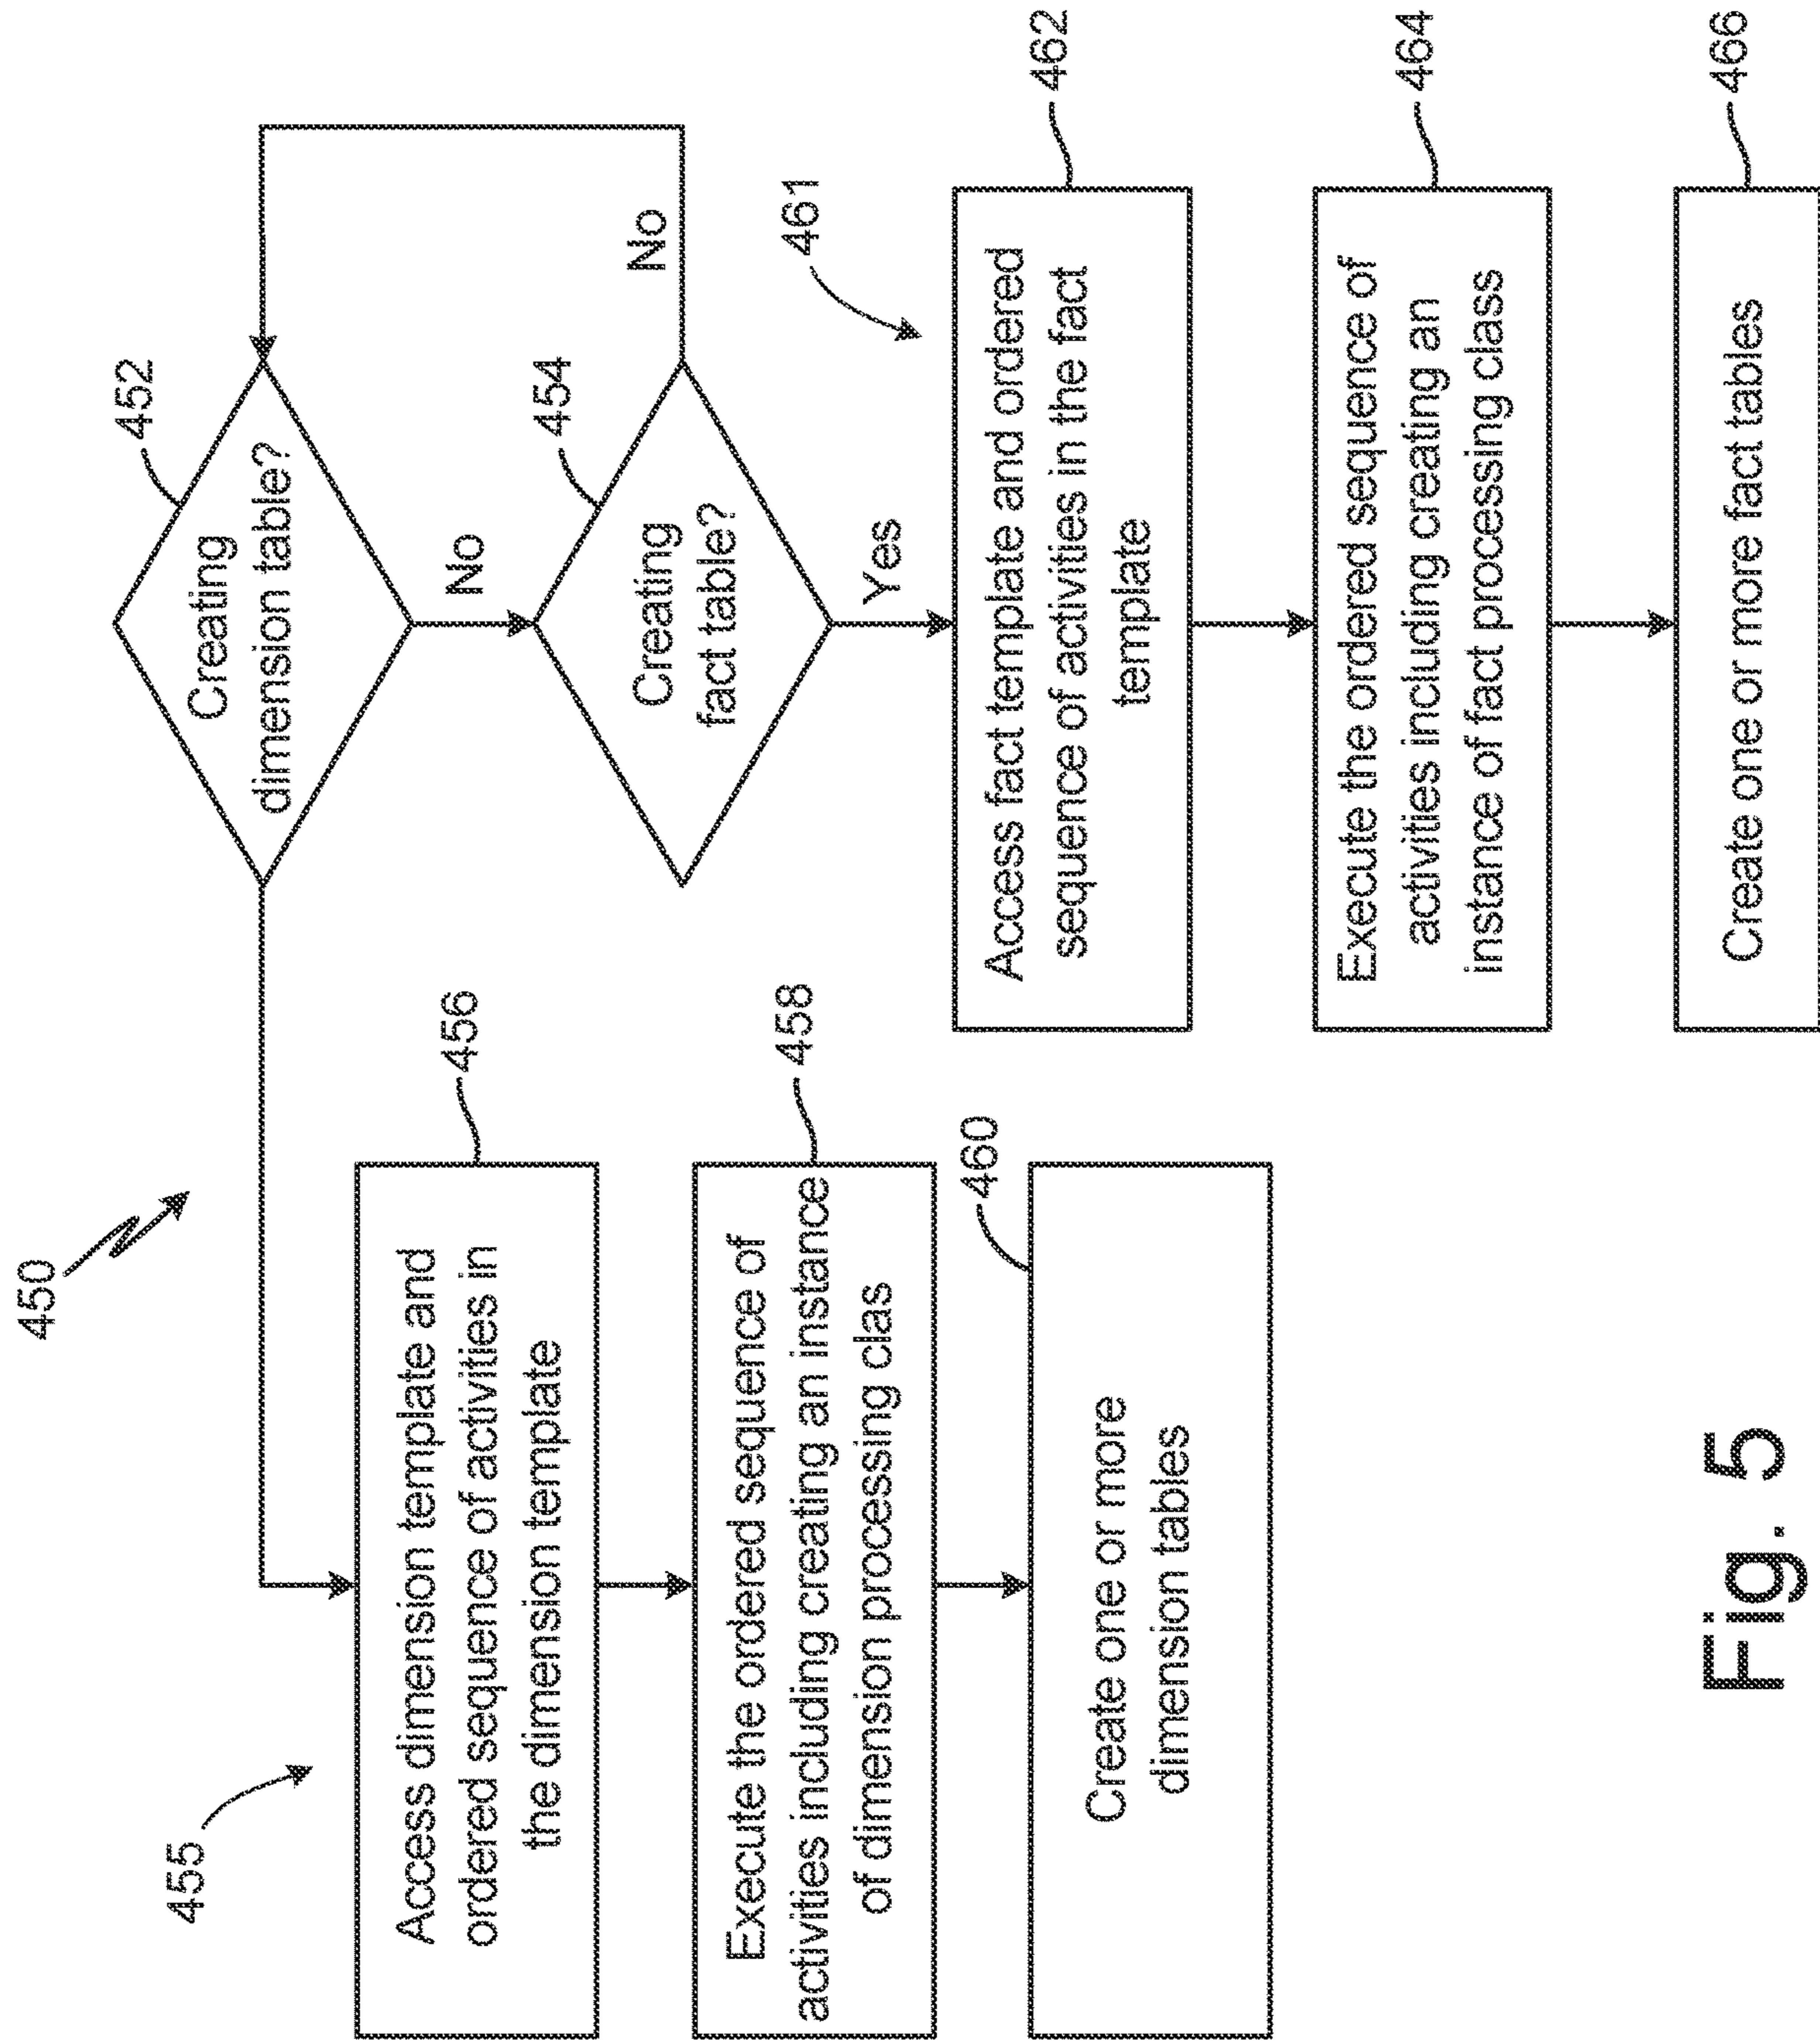 450
Creating
dimension table?
452
No
Creating
fact table?
454
No
Yes
455
Access dimension template and
ordered sequence of activities in
the dimension template
456
Execute the ordered sequence of
activities including creating an instance
of dimension processing clas
458
Create one or more
dimension tables
460
461
Access fact template and ordered
sequence of activities in the fact
template
462
Execute the ordered sequence of
activities including creating an
instance of fact processing class
464
Create one or more fact tables
466
Fig. 5